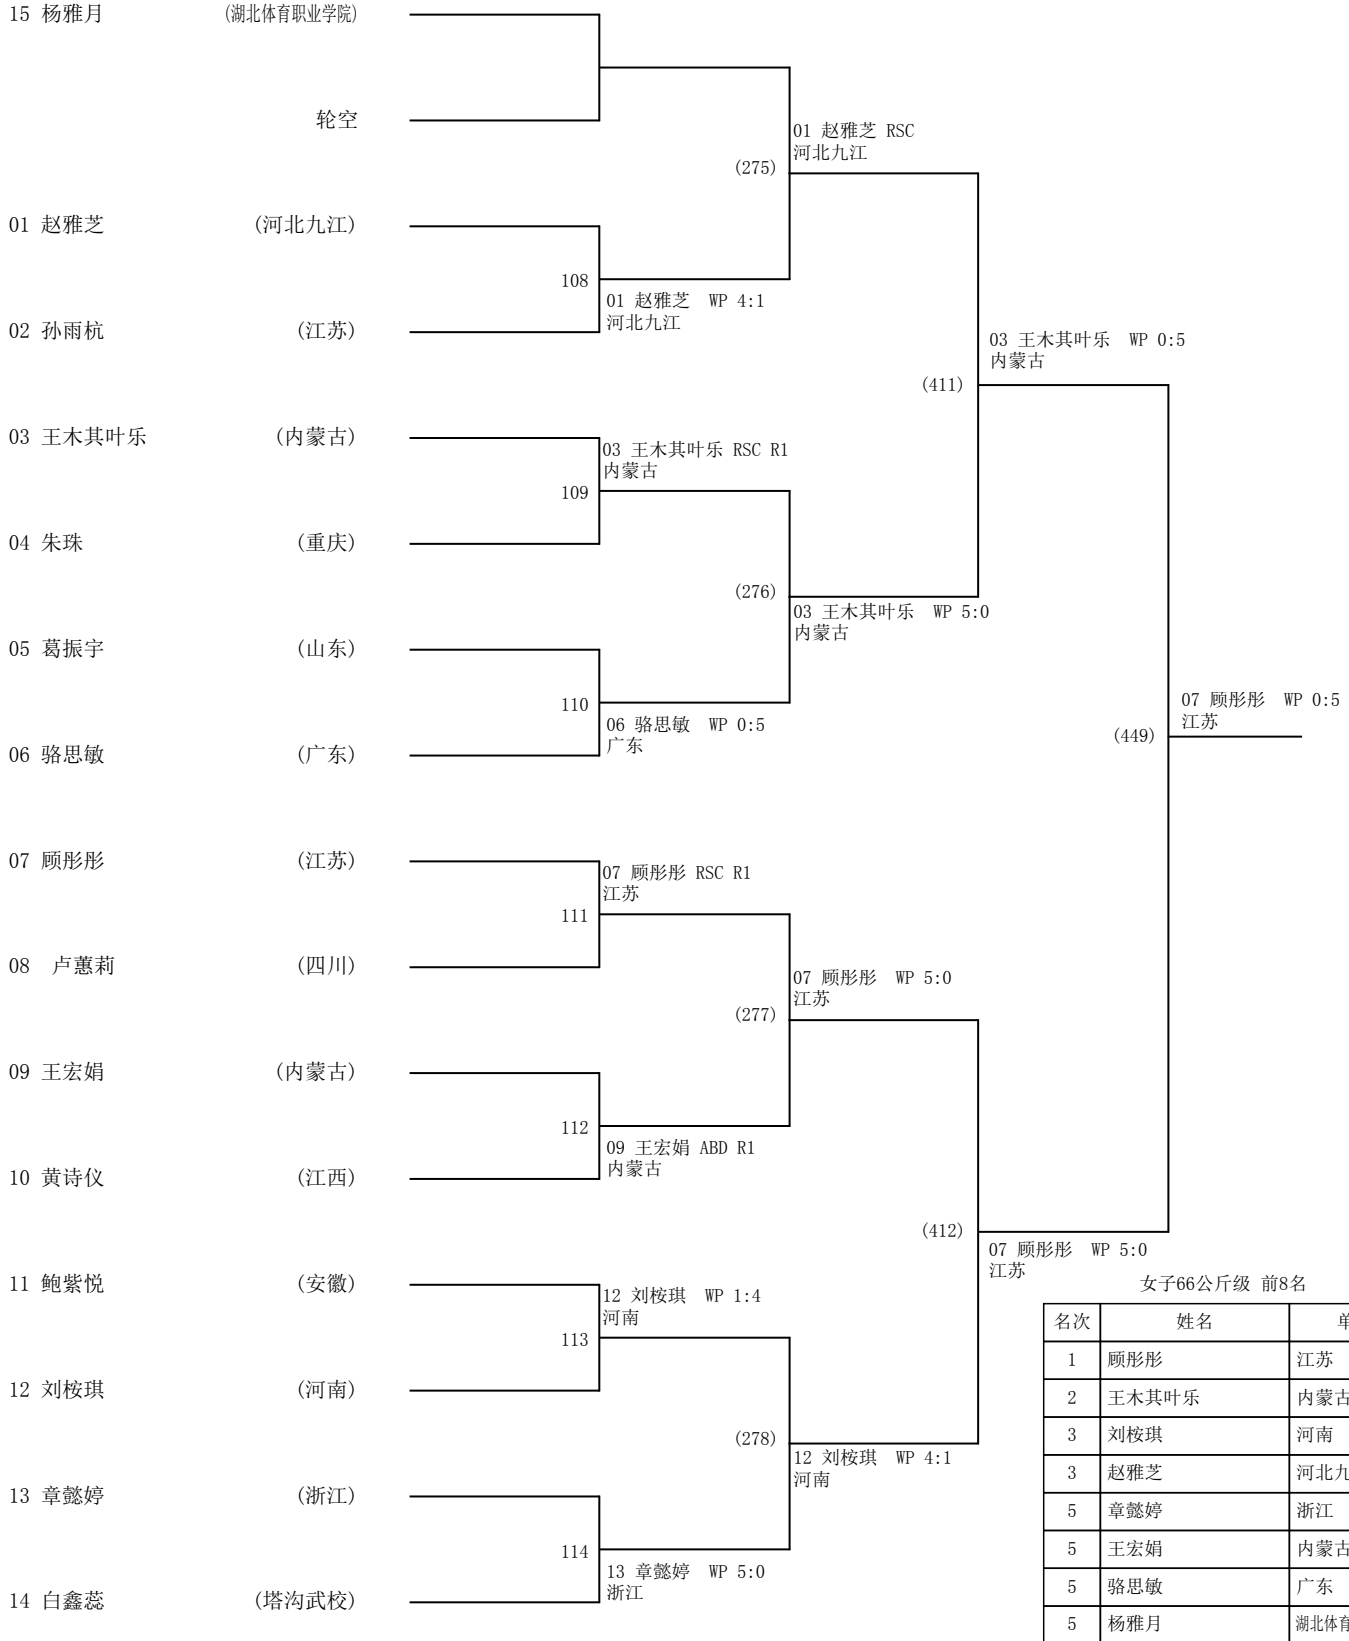 15 杨雅月 (湖北体育职业学院)
轮空
01 赵雅芝 RSC
河北九江
(275)
01 赵雅芝 (河北九江)
108
01 赵雅芝 WP 4:1
河北九江
02 孙雨杭 (江苏)
03 王木其叶乐 WP 0:5
内蒙古
(411)
03 王木其叶乐 (内蒙古)
03 王木其叶乐 RSC R1
内蒙古
109
04 朱珠 (重庆)
(276)
03 王木其叶乐 WP 5:0
内蒙古
05 葛振宇 (山东)
110
06 骆思敏 WP 0:5
广东
06 骆思敏 (广东)
07 顾彤彤 WP 0:5
江苏
(449)
07 顾彤彤 (江苏)
07 顾彤彤 RSC R1
江苏
111
08 卢蕙莉 (四川)
07 顾彤彤 WP 5:0
江苏
(277)
09 王宏娟 (内蒙古)
112
09 王宏娟 ABD R1
内蒙古
10 黄诗仪 (江西)
(412)
07 顾彤彤 WP 5:0
江苏
11 鲍紫悦 (安徽)
12 刘桉琪 WP 1:4
河南
113
12 刘桉琪 (河南)
(278)
12 刘桉琪 WP 4:1
河南
13 章懿婷 (浙江)
114
13 章懿婷 WP 5:0
浙江
14 白鑫蕊 (塔沟武校)
女子66公斤级 前8名
名次 姓名
1 顾彤彤 江苏
2 王木其叶乐 内蒙古
3 刘桉琪 河南
3 赵雅芝 河北九
5 章懿婷 浙江
5 王宏娟 内蒙古
5 骆思敏 广东
5 杨雅月 湖北体育